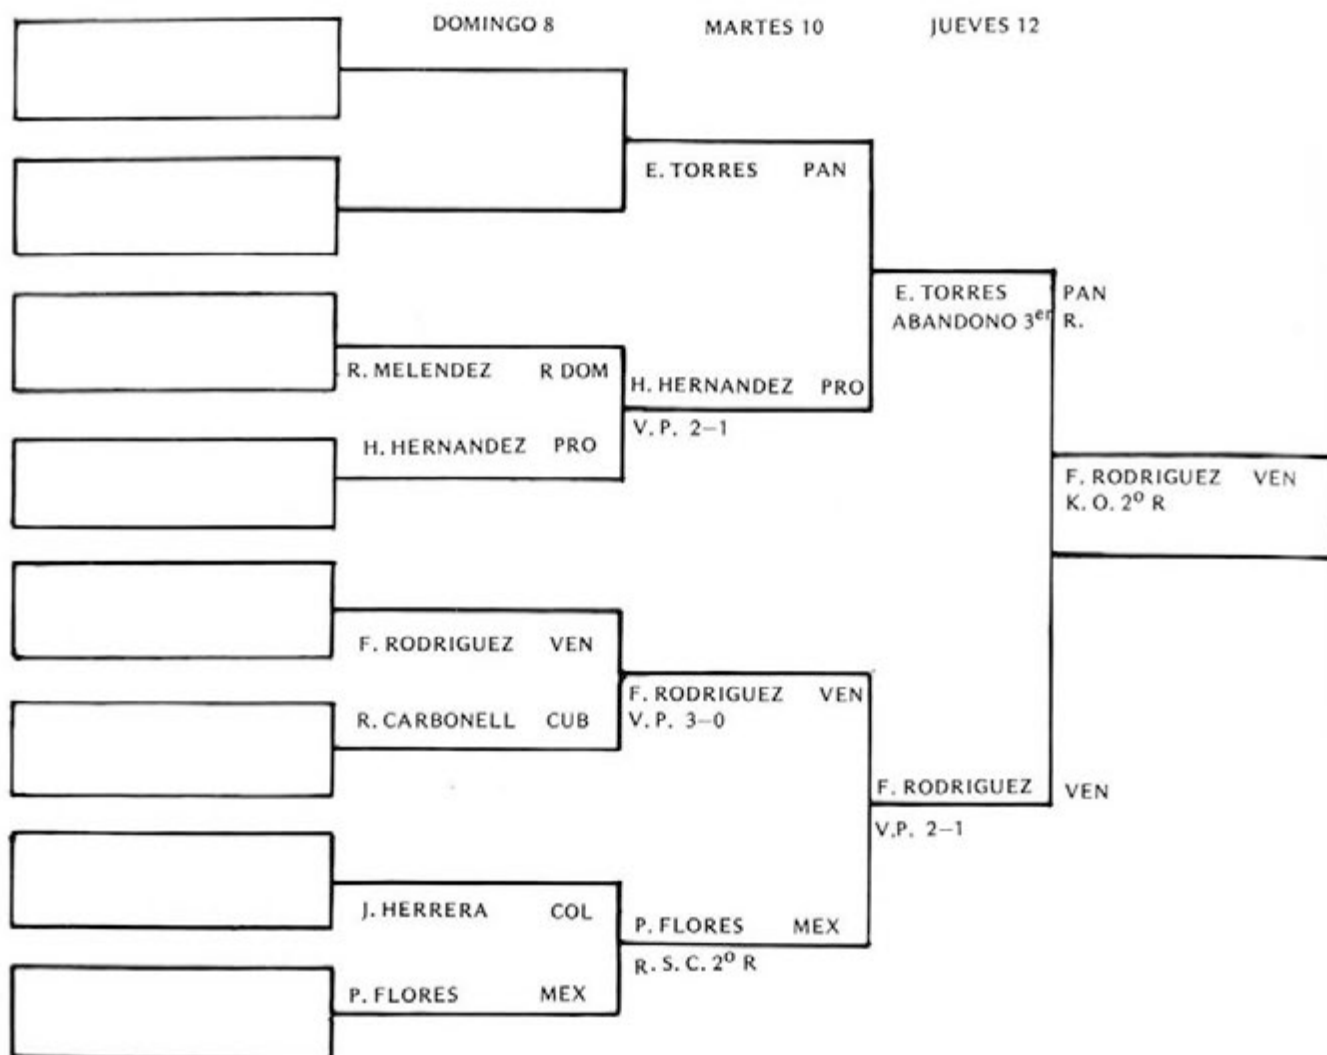 DOMINGO 8 MARTES 10 JUEVES 12
E. TORRES PAN
E. TORRES PAN
ABANDONO 3er R.
R. MELENDEZ R DOM
H. HERNANDEZ PRO
V. P. 2–1
H. HERNANDEZ PRO
F. RODRIGUEZ VEN
K. O. 2º R
F. RODRIGUEZ VEN
F. RODRIGUEZ VEN
V. P. 3–0
R. CARBONELL CUB
F. RODRIGUEZ VEN
V.P. 2–1
J. HERRERA COL
P. FLORES MEX
R. S. C. 2º R
P. FLORES MEX